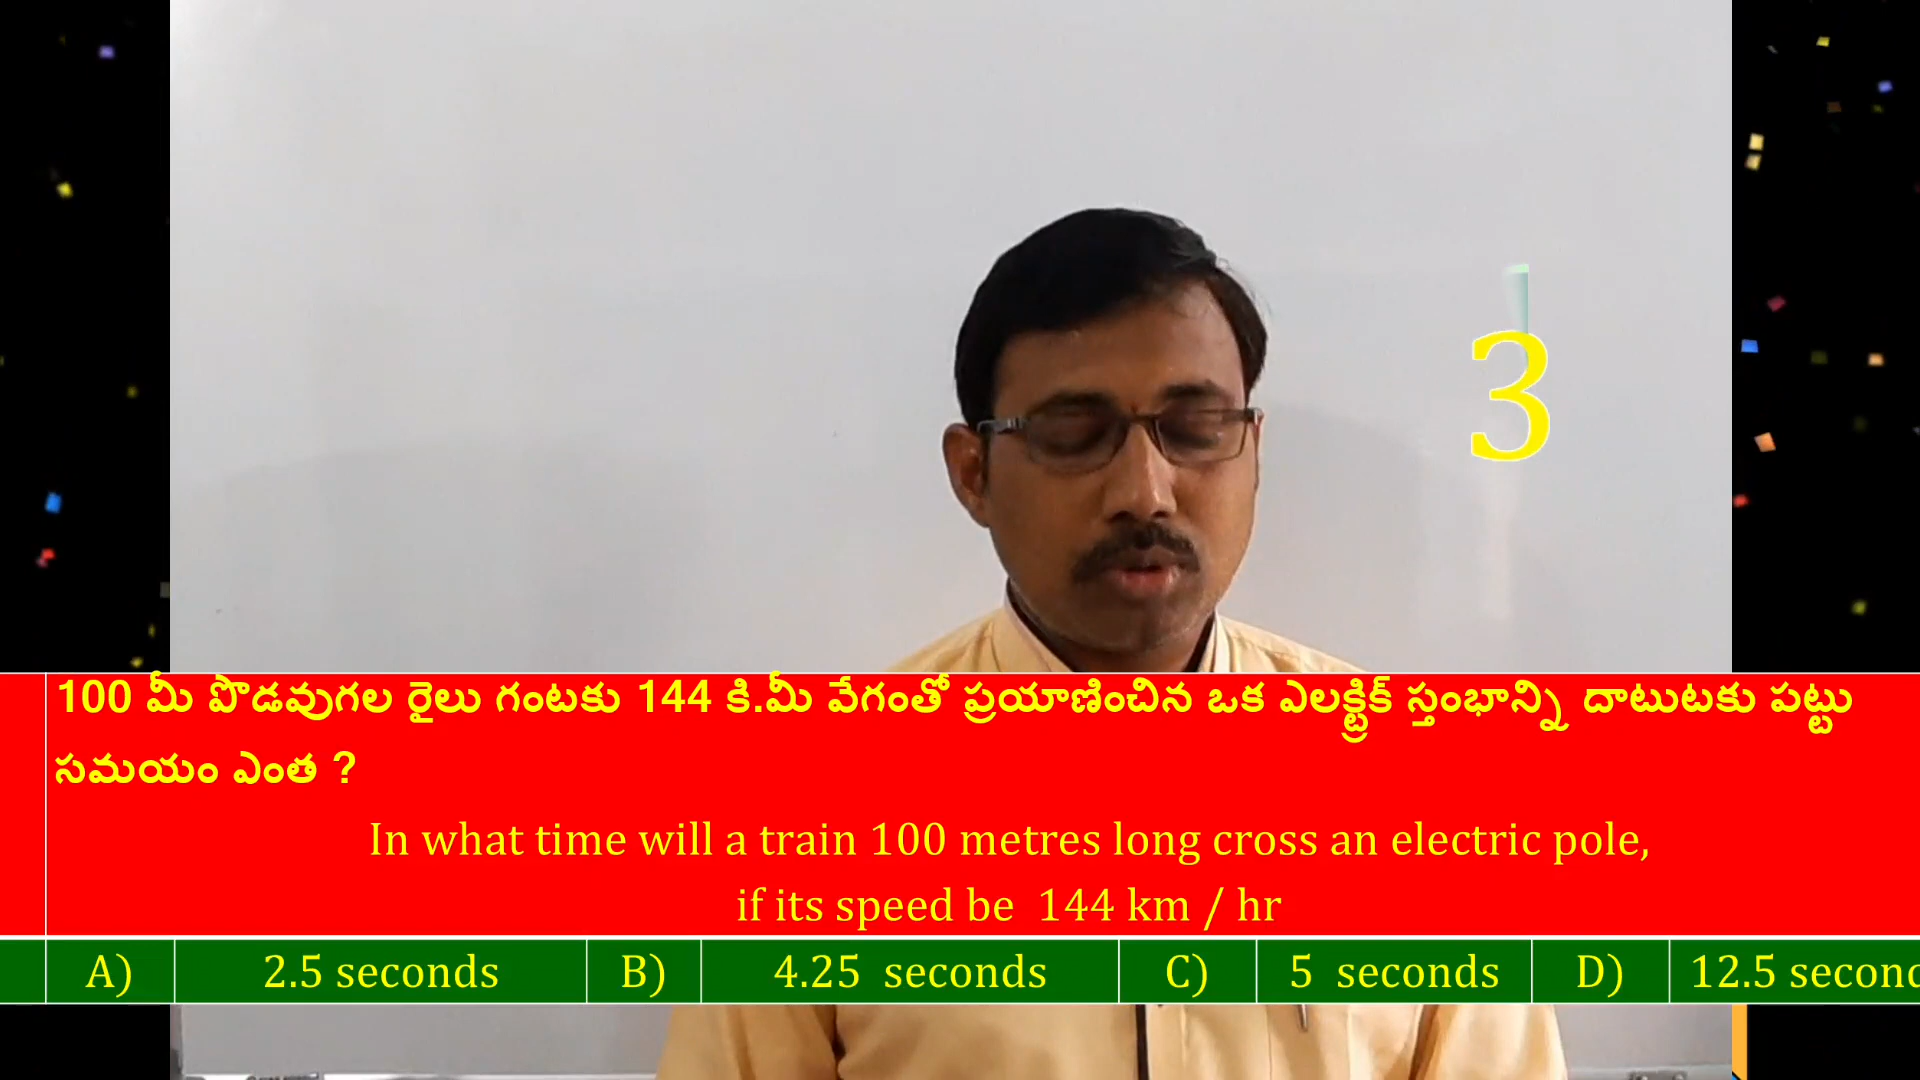 3
100 మీ పొడవుగల రైలు గంటకు 144 కి.మీ వేగంతో ప్రయాణించిన ఒక ఎలక్ట్రిక్ స్తంభాన్ని దాటుటకు పట్టు
సమయం ఎంత ?
In what time will a train 100 metres long cross an electric pole,
if its speed be 144 km / hr
A) 2.5 seconds B) 4.25 seconds C) 5 seconds D) 12.5